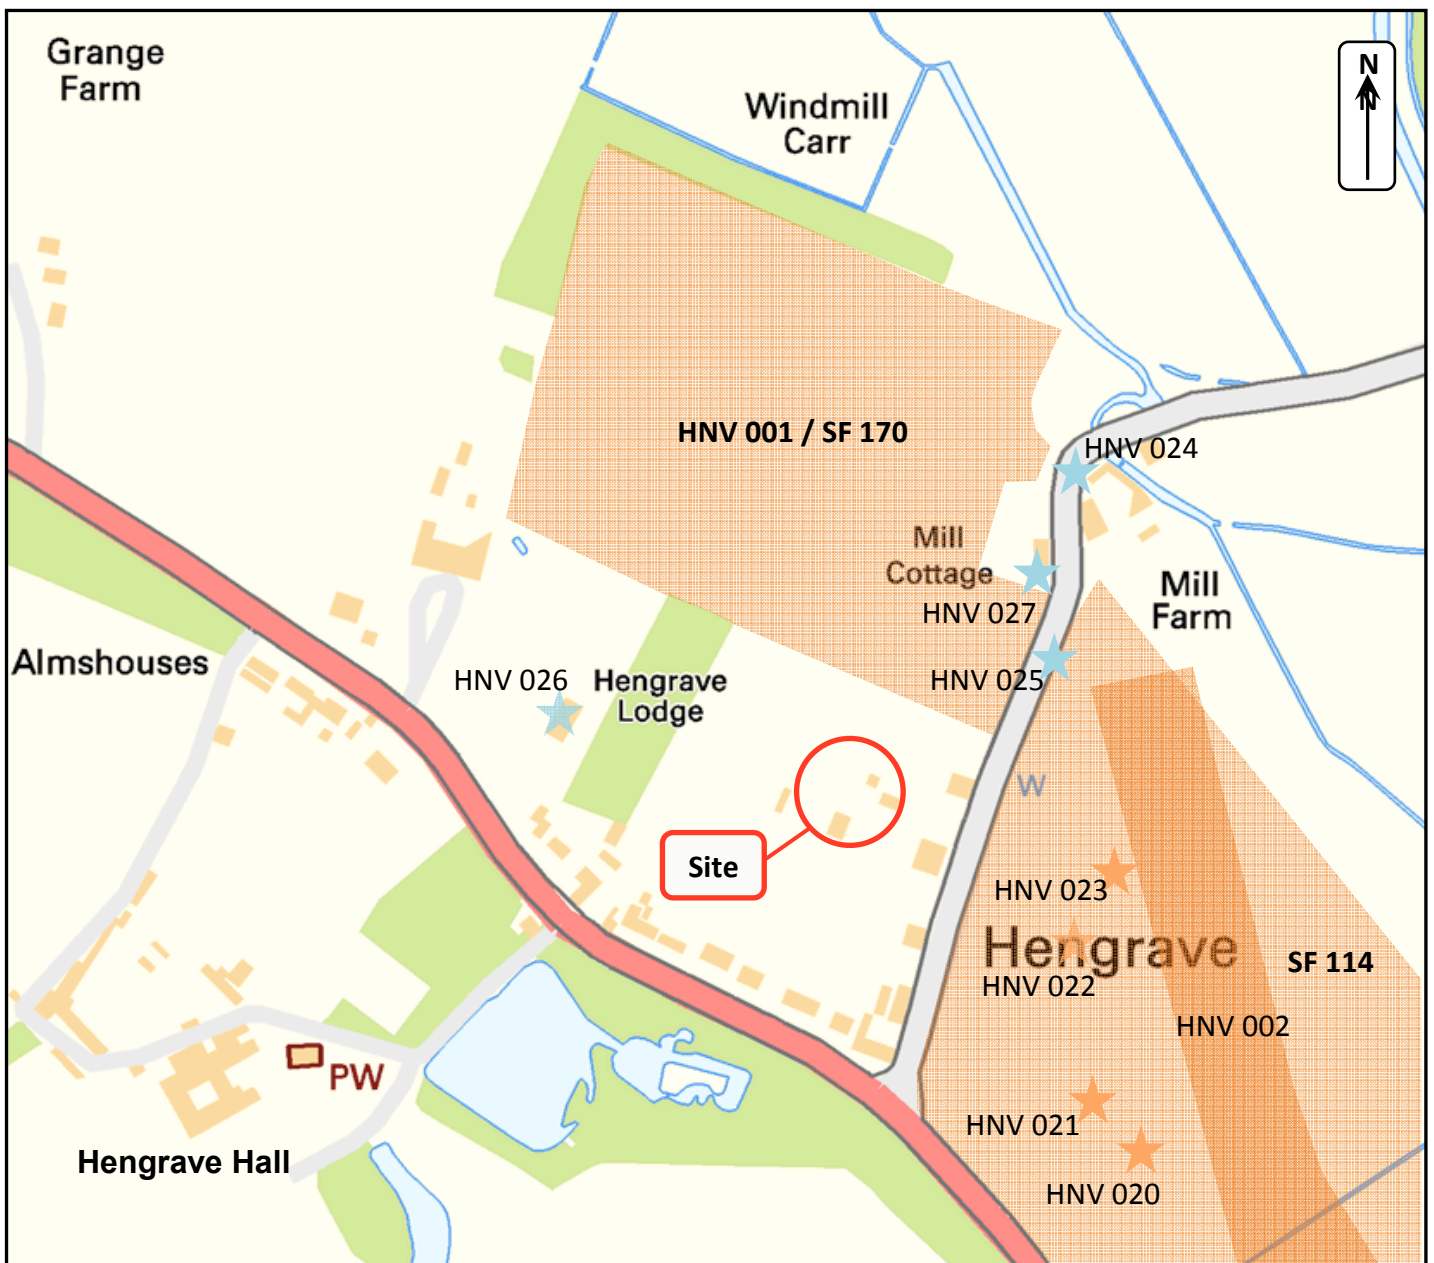 Grange
Farm
Windmill
Carr
N
N
HNV 001 / SF 170
HNV 024
Mill
Cottage
Mill
Farm
HNV 027
Almshouses
HNV 026
Hengrave
Lodge
HNV 025
W
Site
HNV 023
Hengrave
SF 114
HNV 022
HNV 002
PW
HNV 021
Hengrave Hall
HNV 020